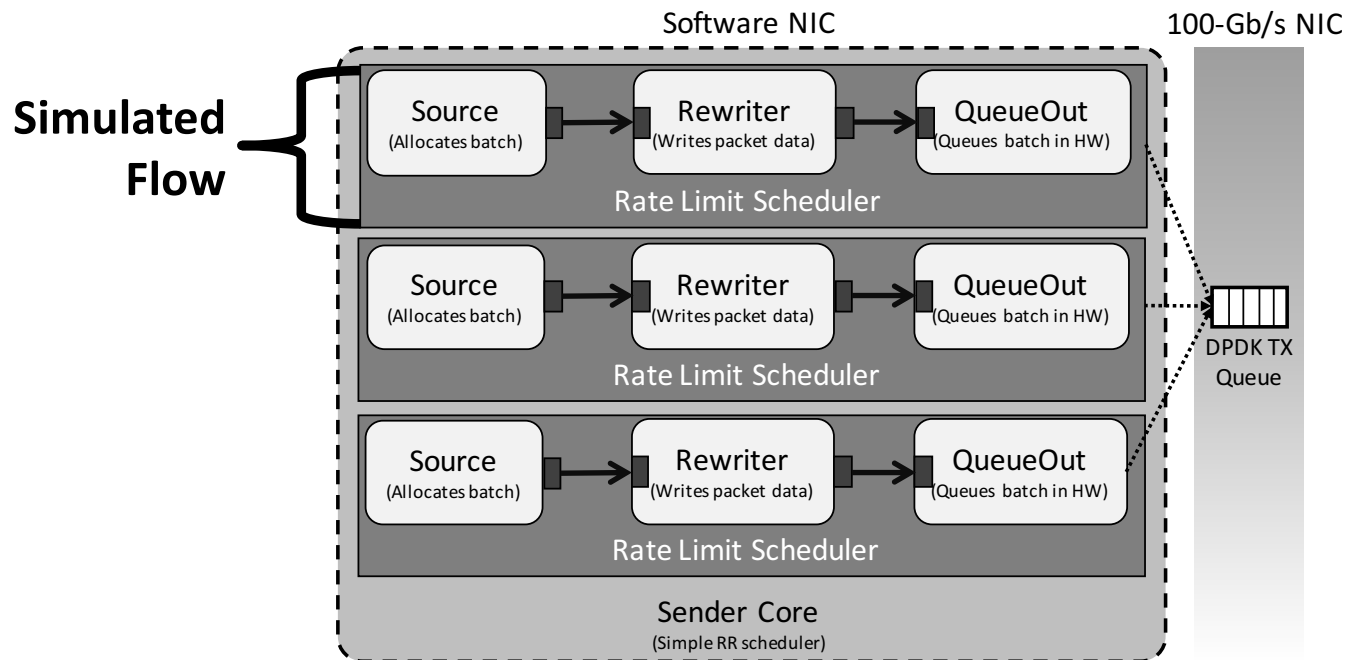 Software NIC
100-Gb/s NIC
Simulated
Flow
Source
(Allocates batch)
Rewriter
(Writes packet data)
QueueOut
(Queues batch in HW)
Rate Limit Scheduler
Source
(Allocates batch)
Rewriter
(Writes packet data)
QueueOut
(Queues batch in HW)
Rate Limit Scheduler
DPDK TX
Queue
Source
(Allocates batch)
Rewriter
(Writes packet data)
QueueOut
(Queues batch in HW)
Rate Limit Scheduler
Sender Core
(Simple RR scheduler)